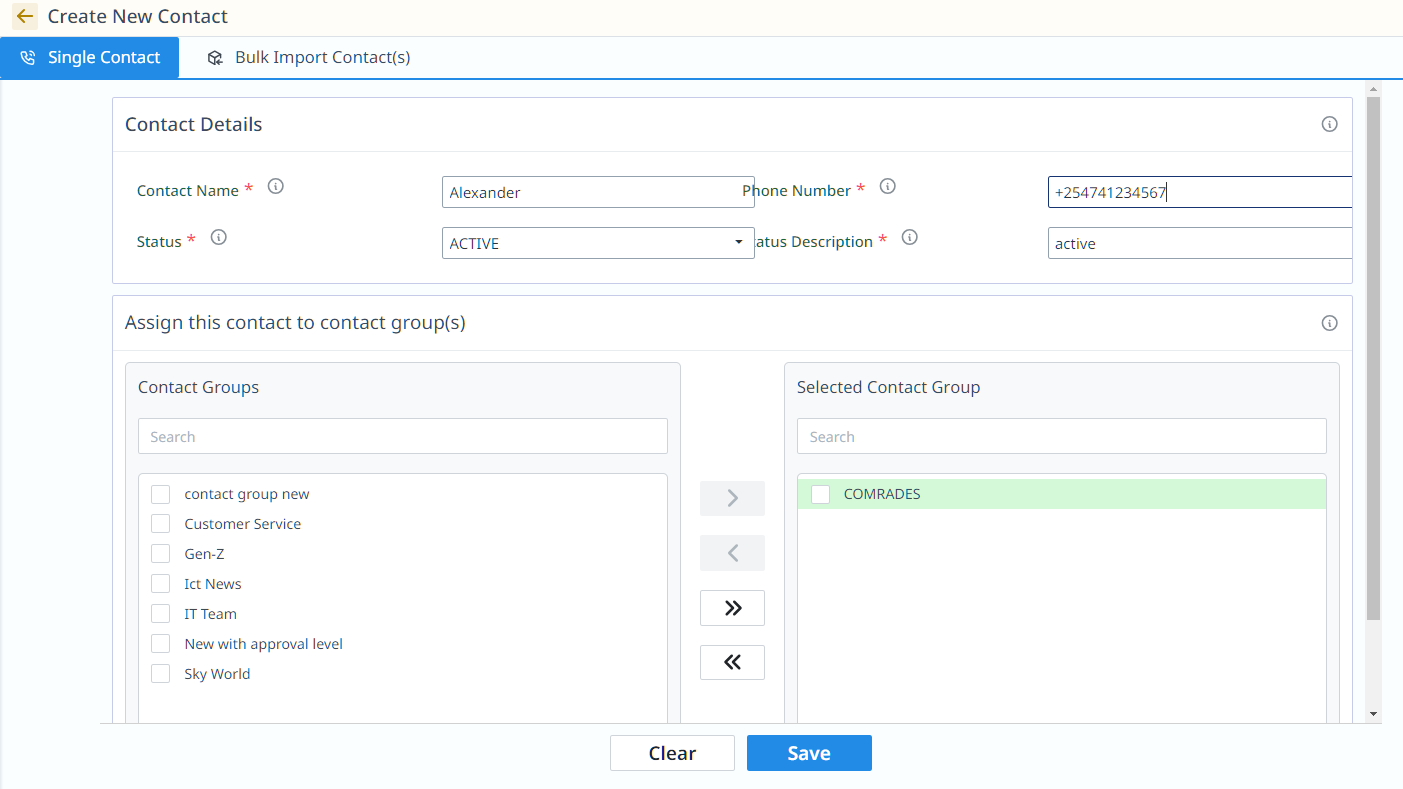 Create New Contact
Single Contact
Bulk Import Contact(s)
Contact Details
Contact Name *
Alexander
Phone Number *
+254741234567
Status *
ACTIVE
tatus Description *
active
Assign this contact to contact group(s)
Contact Groups
Search
contact group new
Customer Service
Gen-Z
Ict News
IT Team
New with approval level
Sky World
Selected Contact Group
Search
COMRADES
Clear
Save